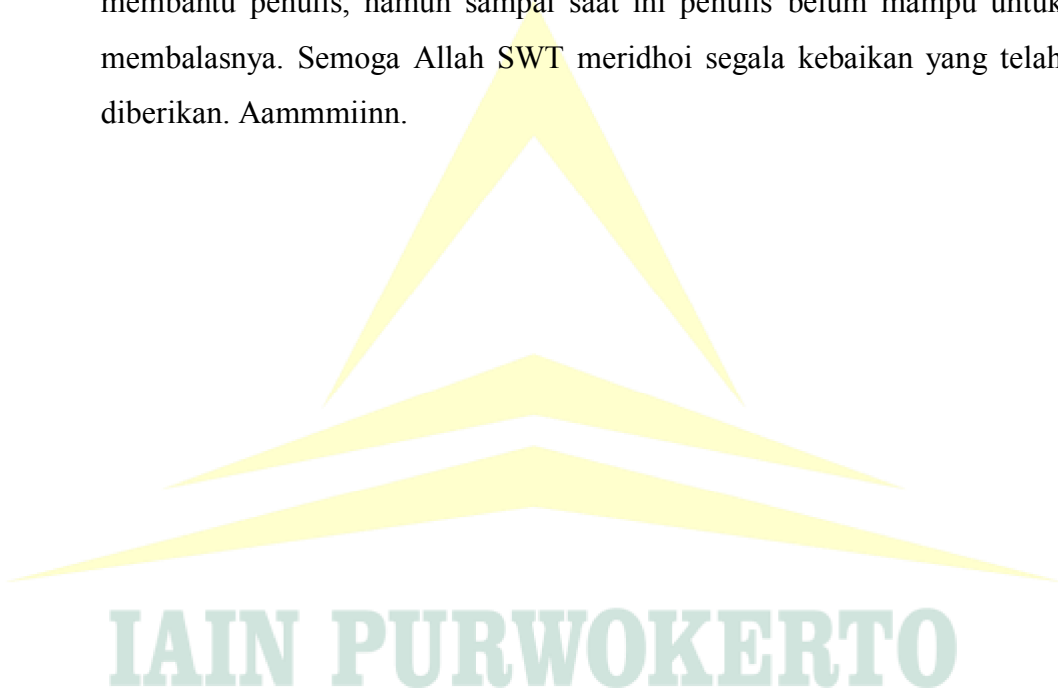 membantu penulis, namun sampai saat ini penulis belum mampu untuk
membalasnya. Semoga Allah SWT meridhoi segala kebaikan yang telah
diberikan. Aammmiinn.
IAIN PURWOKERTO